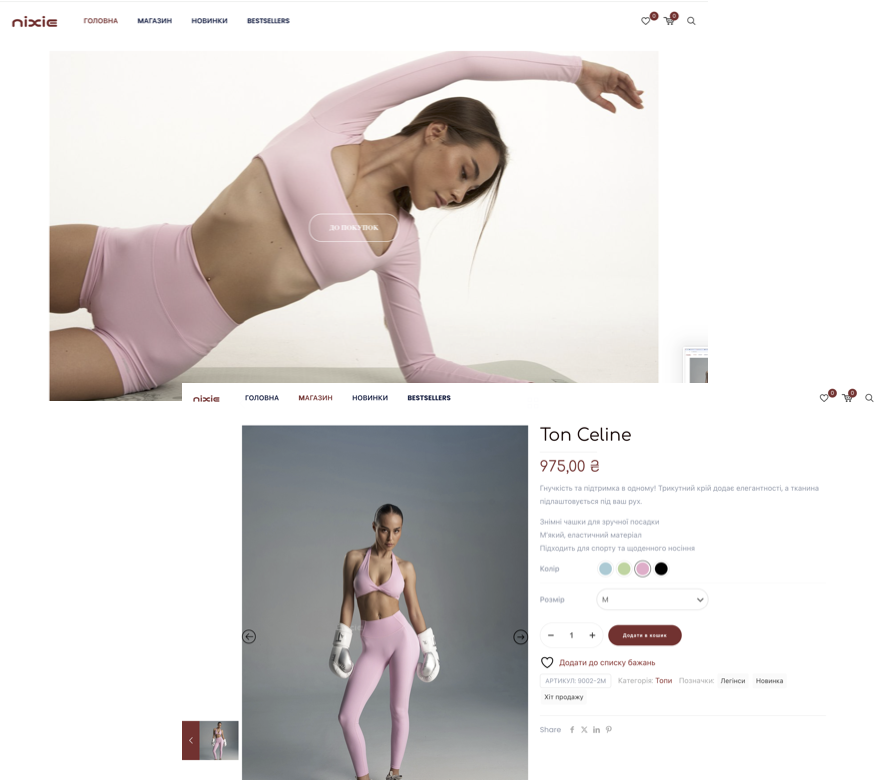 nixie
ГОЛОВНА
МАГАЗИН
НОВИНКИ
BESTSELLERS
0
0
ДО ПОКУПОК
nixie
ГОЛОВНА
МАГАЗИН
НОВИНКИ
BESTSELLERS
0
0
Топ Celine
975,00 ₴
Гнучкість та підтримка в одному! Трикутний крій додає елегантності, а тканина
підлаштовується під ваш рух.
Знімні чашки для зручної посадки
М'який, еластичний матеріал
Підходить для спорту та щоденного носіння
Колір
Розмір
M
− 1 +
Додати в кошик
Додати до списку бажань
АРТИКУЛ: 9002-2M Категорія: Топи Позначки: Легінси Новинка
Хіт продажу
Share